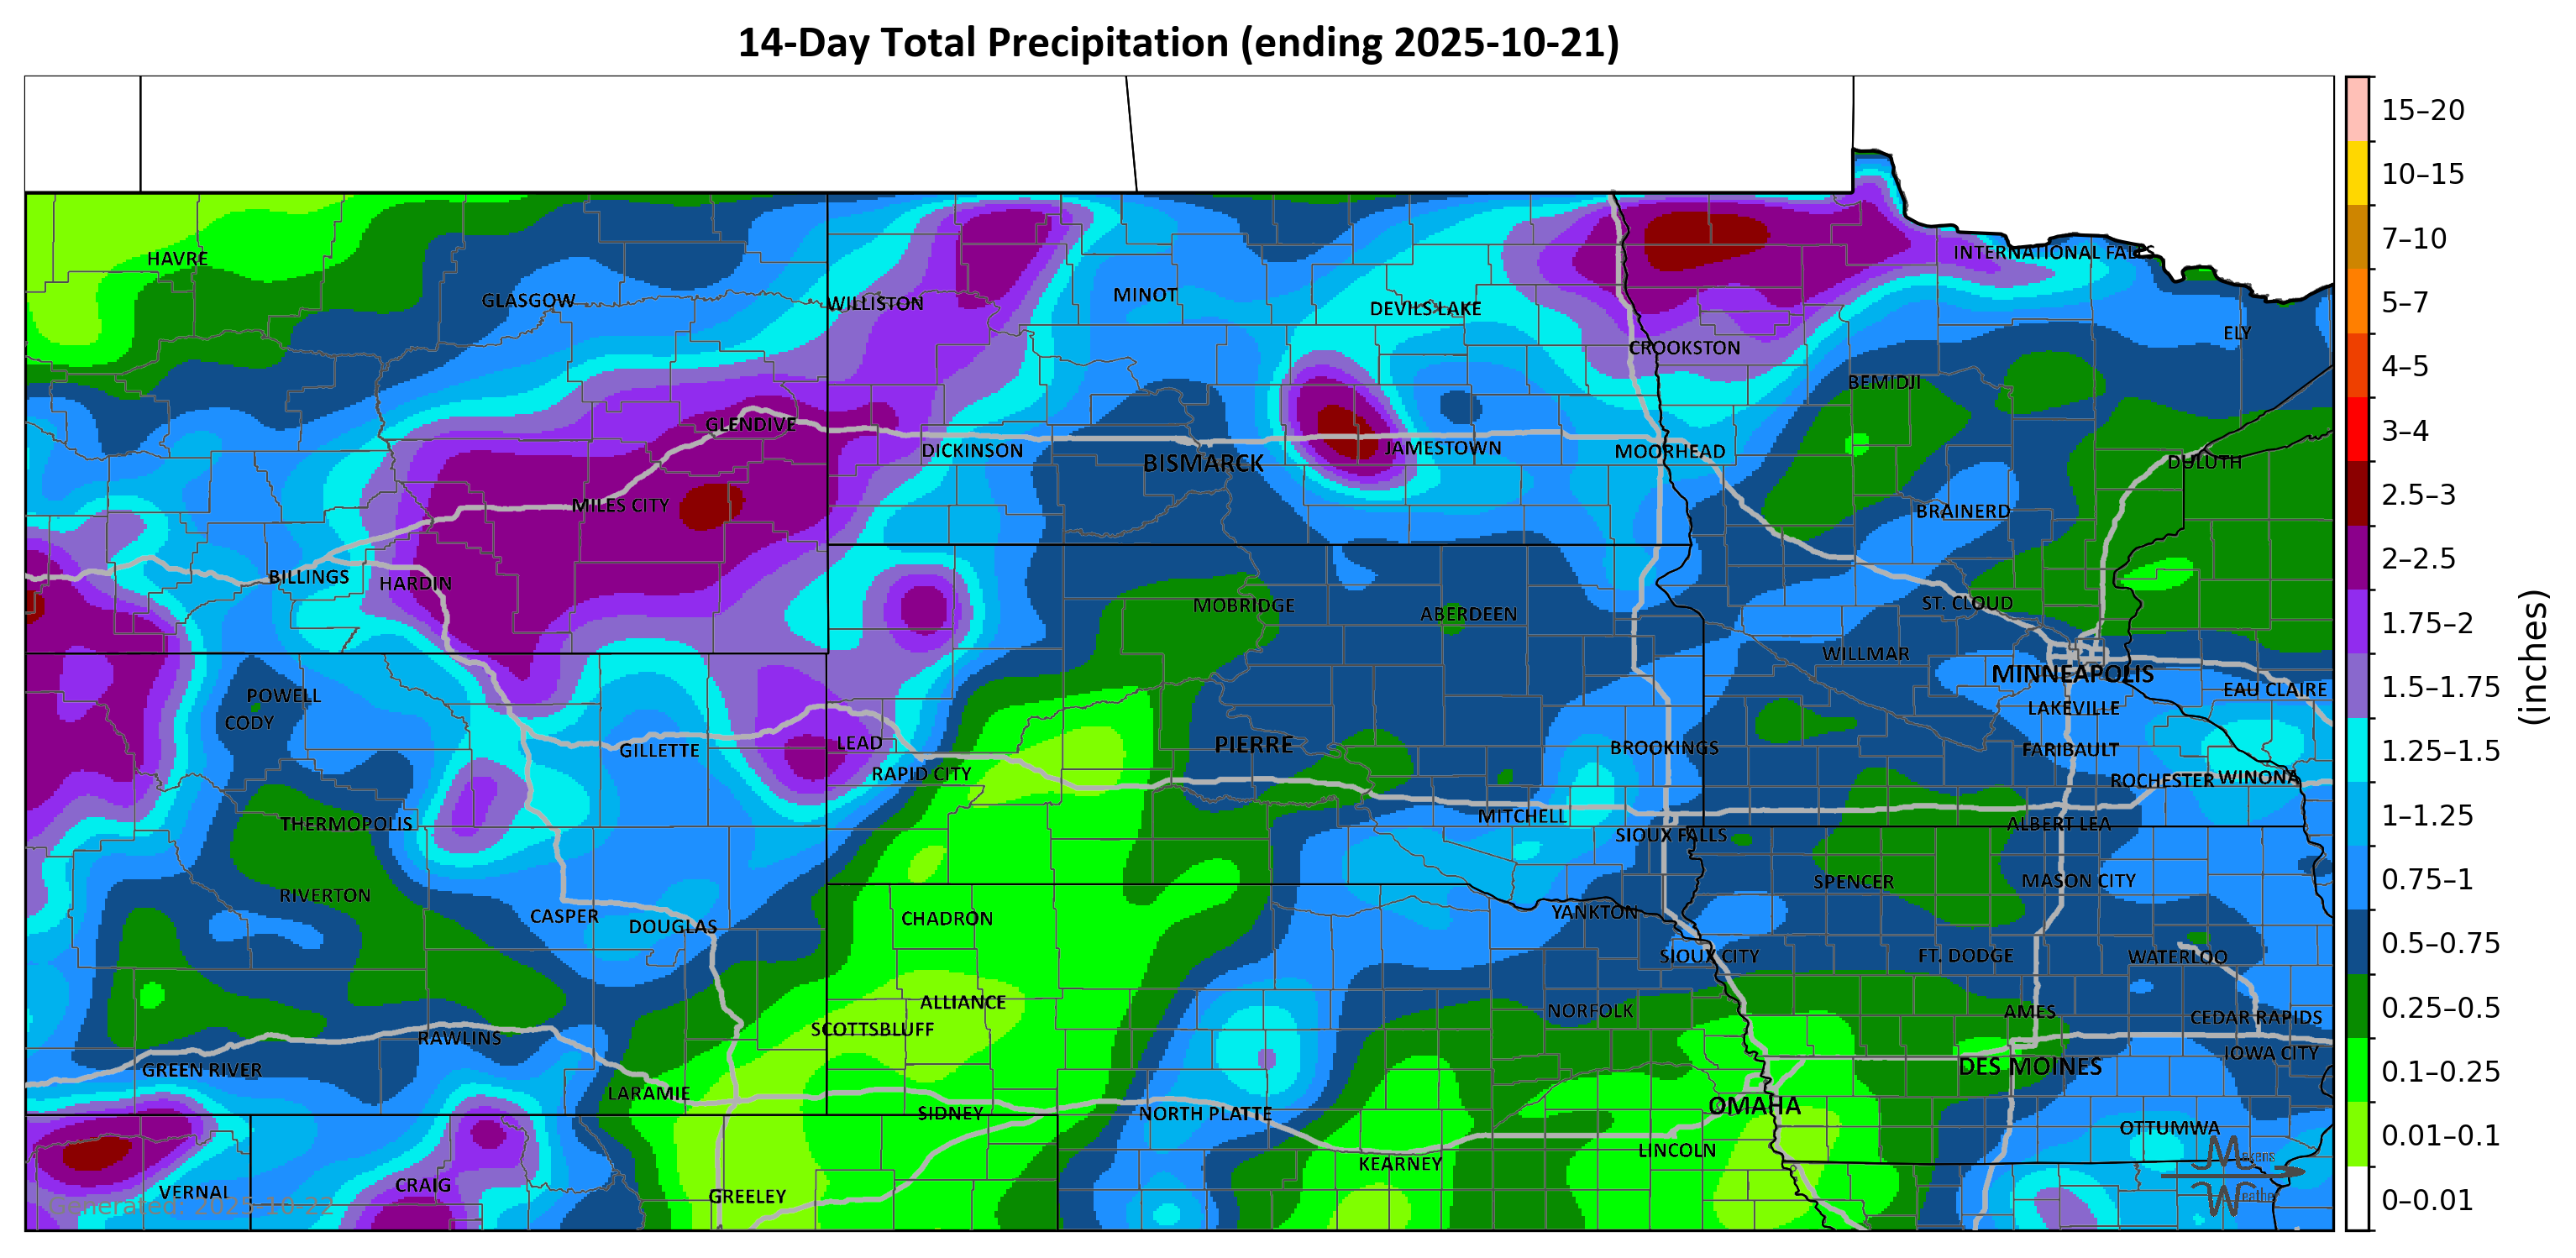 14-Day Total Precipitation (ending 2025-10-21)
HAVRE
GLASGOW
WILLISTON
MINOT
DEVILS LAKE
INTERNATIONAL FALLS
ELY
CROOKSTON
BEMIDJI
GLENDIVE
DICKINSON
BISMARCK
JAMESTOWN
MOORHEAD
DULUTH
MILES CITY
BRAINERD
BILLINGS
HARDIN
MOBRIDGE
ABERDEEN
ST. CLOUD
WILLMAR
MINNEAPOLIS
POWELL
CODY
EAU CLAIRE
LAKEVILLE
GILLETTE
LEAD
PIERRE
BROOKINGS
FARIBAULT
RAPID CITY
ROCHESTER
WINONA
THERMOPOLIS
MITCHELL
SIOUX FALLS
ALBERT LEA
RIVERTON
CASPER
DOUGLAS
CHADRON
YANKTON
SPENCER
MASON CITY
SIOUX CITY
FT. DODGE
WATERLOO
ALLIANCE
SCOTTSBLUFF
NORFOLK
AMES
CEDAR RAPIDS
RAWLINS
GREEN RIVER
IOWA CITY
DES MOINES
LARAMIE
SIDNEY
NORTH PLATTE
OMAHA
OTTUMWA
LINCOLN
KEARNEY
VERNAL
CRAIG
GREELEY
Generated: 2025-10-22
Makens
Weather
15–20
10–15
7–10
5–7
4–5
3–4
2.5–3
2–2.5
1.75–2
1.5–1.75
1.25–1.5
1–1.25
0.75–1
0.5–0.75
0.25–0.5
0.1–0.25
0.01–0.1
0–0.01
(inches)